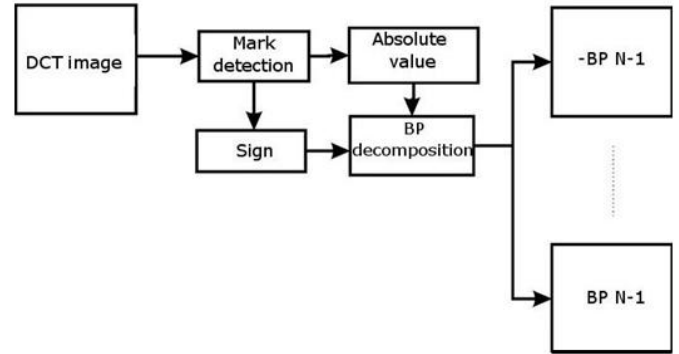 DCT image
Mark
detection
Absolute
value
-BP N-1
Sign
BP
decomposition
BP N-1